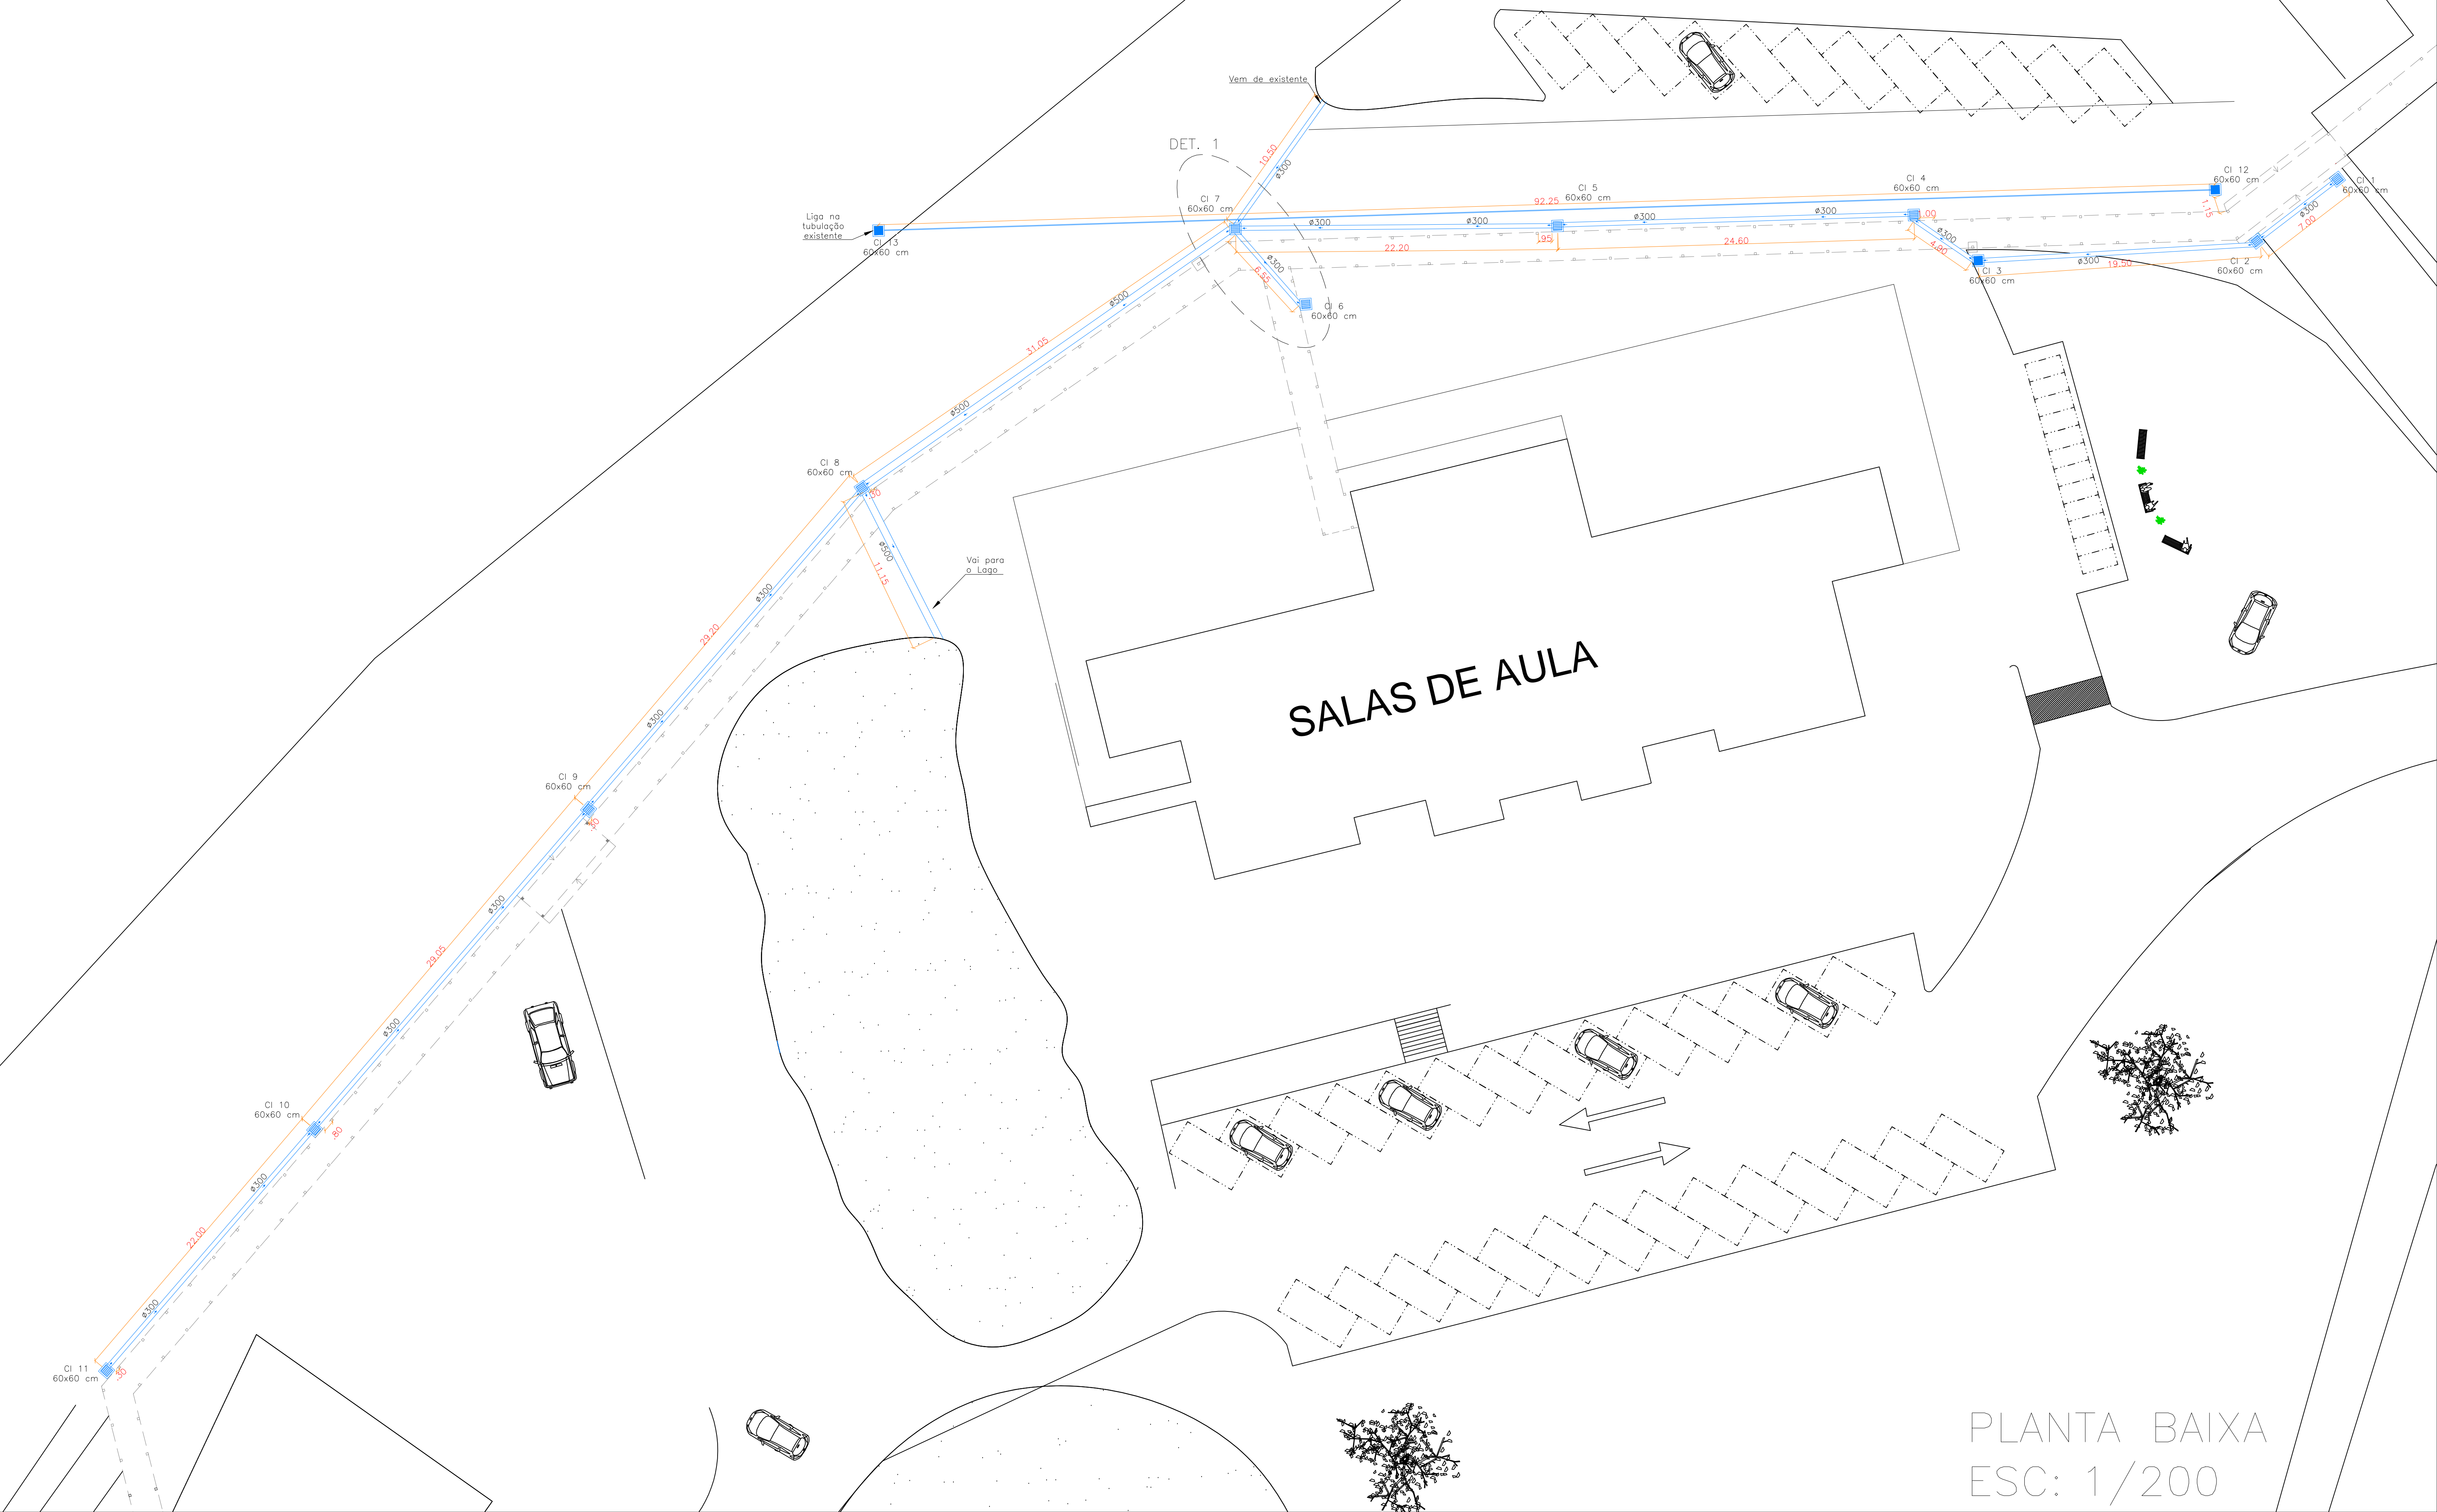 Vem de existente
DET. 1
10.50
ø300
CI 12
60x60 cm
CI 1
60x60 cm
CI 4
60x60 cm
CI 5
60x60 cm
92.25
CI 7
60x60 cm
1.15
ø300
7.00
Liga na
tubulação
existente
CI 13
60x60 cm
ø300
ø300
ø300
ø300
1.00
ø300
4.90
22.20
.95
24.60
CI 3
60x60 cm
ø300
19.50
CI 2
60x60 cm
ø300
6.55
CI 6
60x60 cm
ø500
31.05
ø500
CI 8
60x60 cm
.30
ø500
11.15
Vai para
o Lago
ø300
29.20
ø300
SALAS DE AULA
CI 9
60x60 cm
.30
ø300
29.05
ø300
CI 10
60x60 cm
.80
ø300
22.00
ø300
CI 11
60x60 cm
.30
PLANTA BAIXA
ESC: 1/200